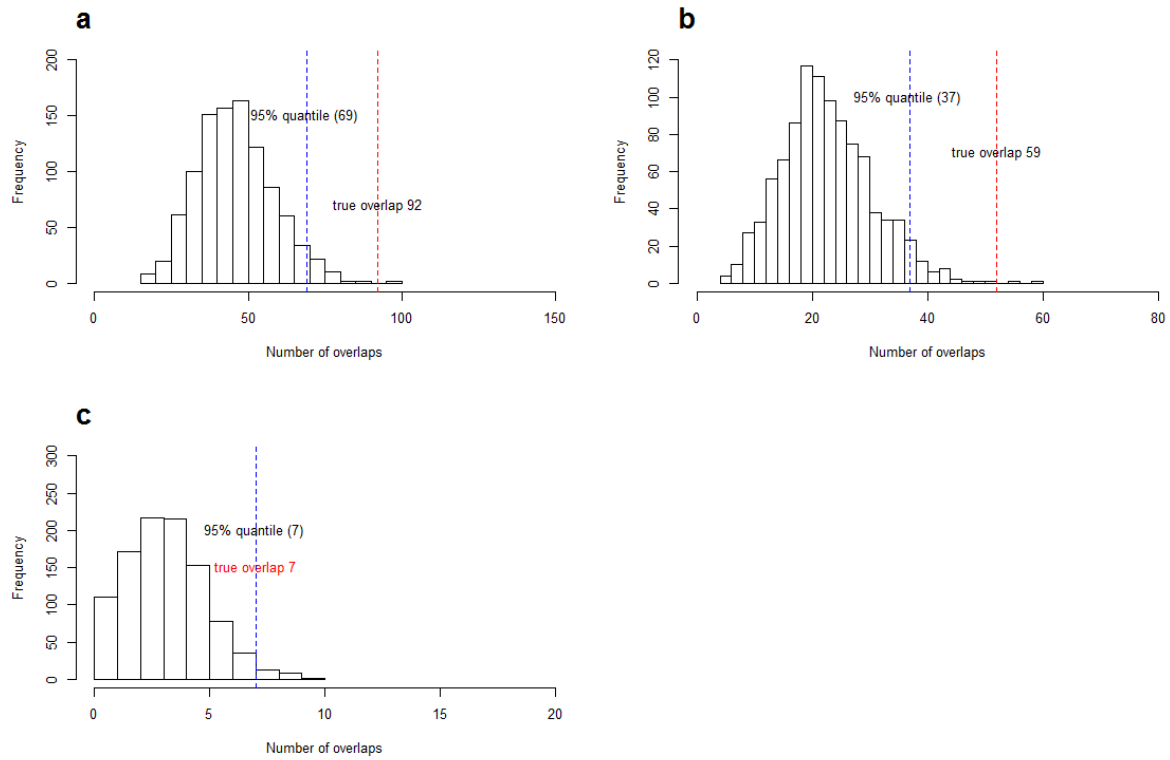 a
200
150
100
50
0
Frequency
95% quantile (69)
true overlap 92
0 50 100 150
Number of overlaps
b
120
100
80
60
40
20
0
Frequency
95% quantile (37)
true overlap 59
0 20 40 60 80
Number of overlaps
c
300
250
200
150
100
50
0
Frequency
95% quantile (7)
true overlap 7
0 5 10 15 20
Number of overlaps